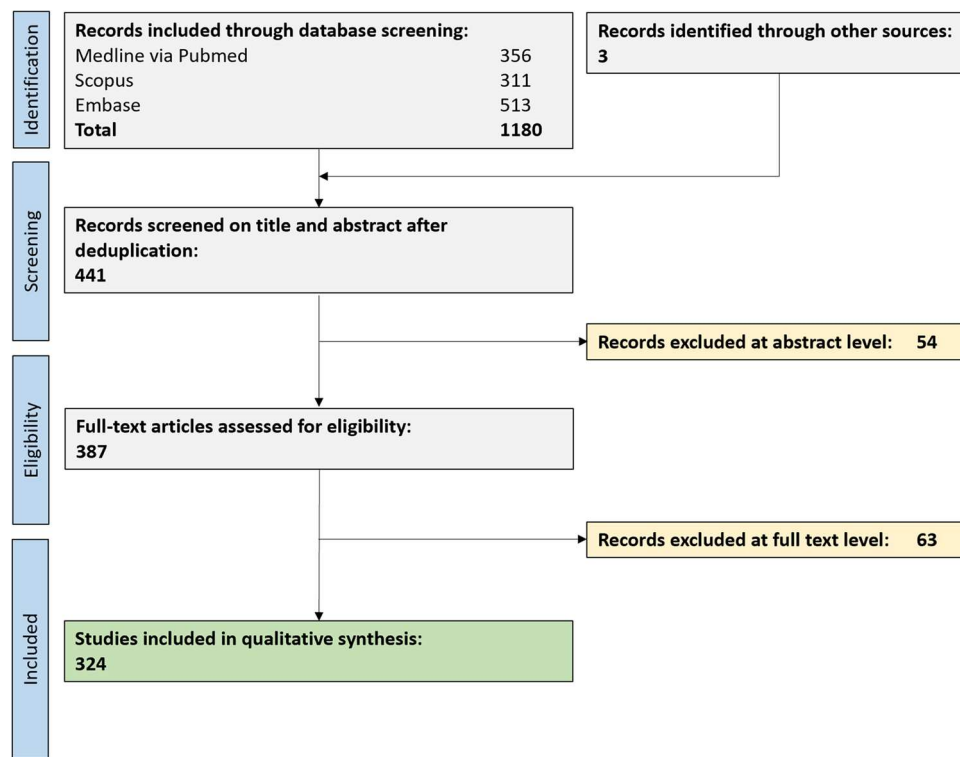 Identification
Records included through database screening:
Medline via Pubmed 356
Scopus 311
Embase 513
Total 1180
Records identified through other sources:
3
Screening
Records screened on title and abstract after
deduplication:
441
Records excluded at abstract level: 54
Eligibility
Full-text articles assessed for eligibility:
387
Records excluded at full text level: 63
Included
Studies included in qualitative synthesis:
324